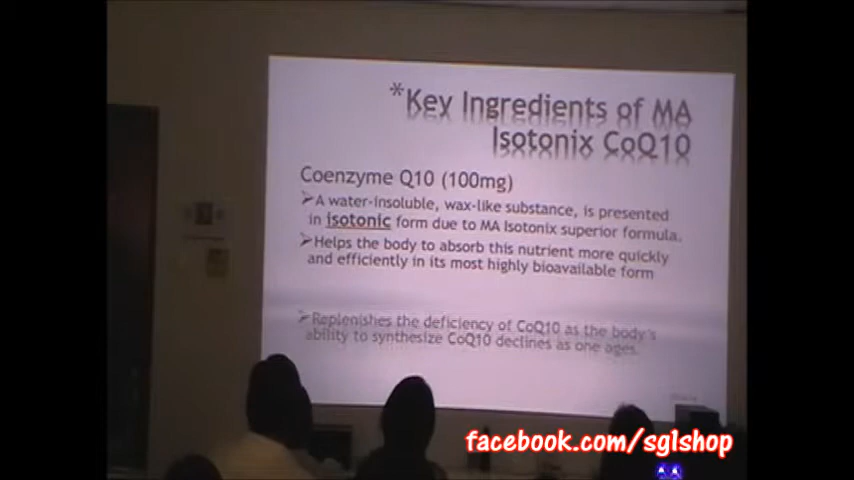 *Key Ingredients of MA
Isotonix CoQ10
Coenzyme Q10 (100mg)
➢A water-insoluble, wax-like substance, is presented
in isotonic form due to MA Isotonix superior formula.
➢Helps the body to absorb this nutrient more quickly
and efficiently in its most highly bioavailable form
➢Replenishes the deficiency of CoQ10 as the body's
ability to synthesize CoQ10 declines as one ages.
facebook.com/sg1shop